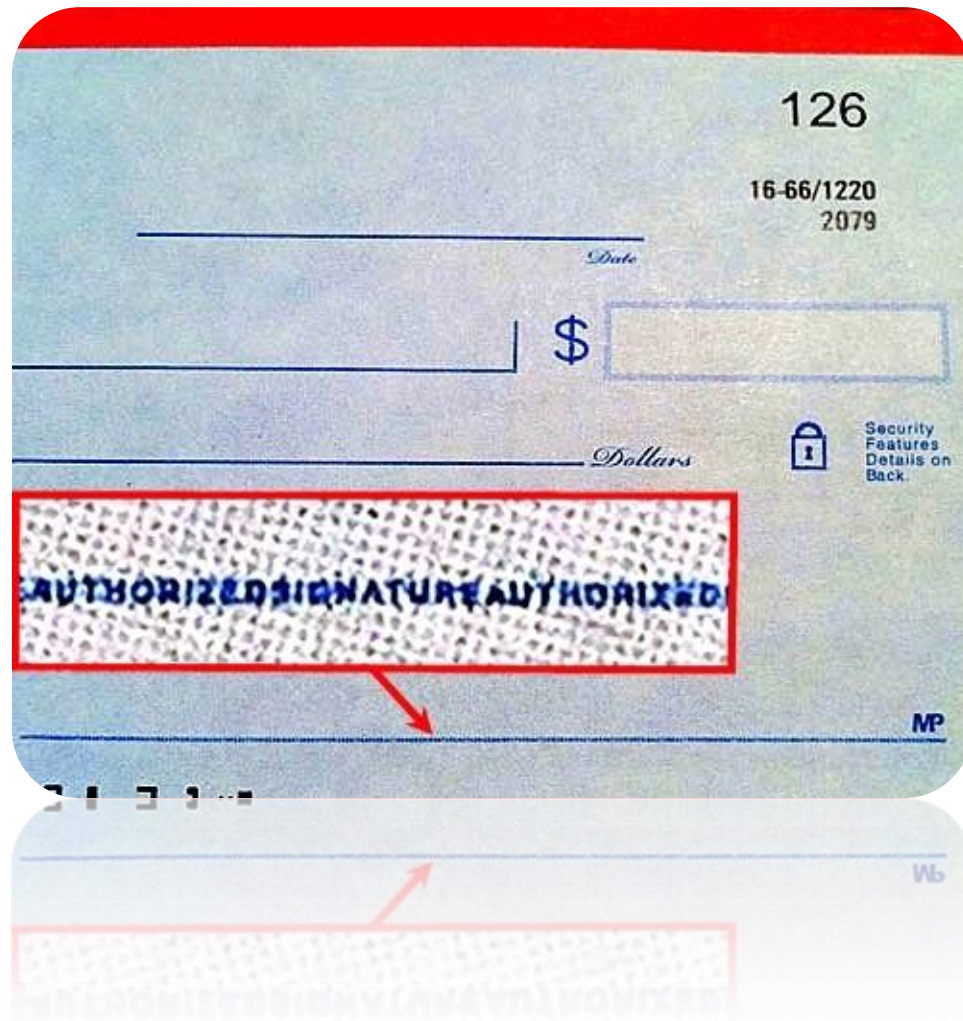 126
16-66/1220
2079
Date
$
Dollars
Security
Features
Details on
Back.
AUTHORIZEDSIGNATUREAUTHORIZED
MP